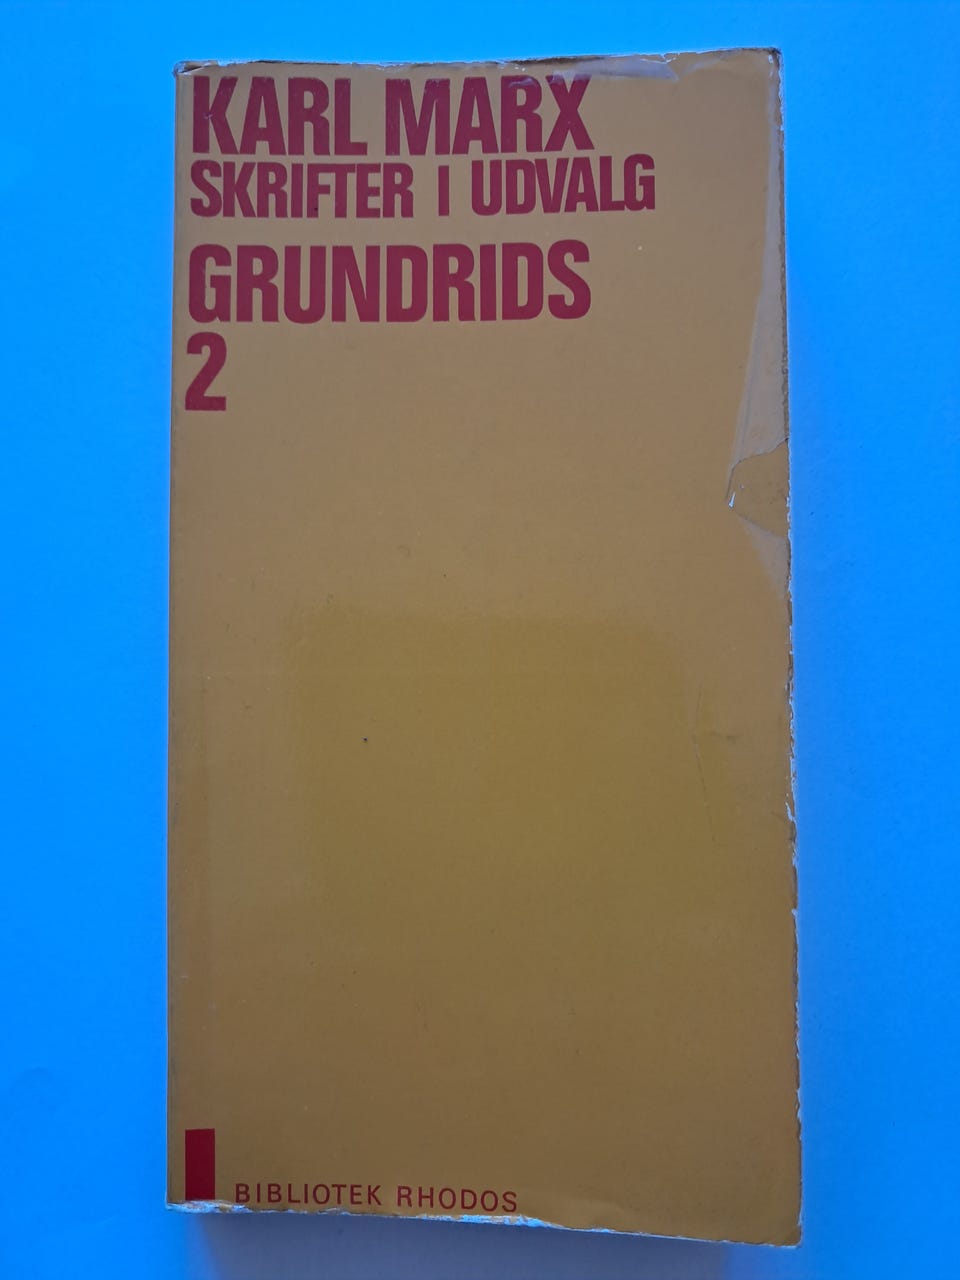 KARL MARX
SKRIFTER I UDVALG
GRUNDRIDS
2
BIBLIOTEK RHODOS